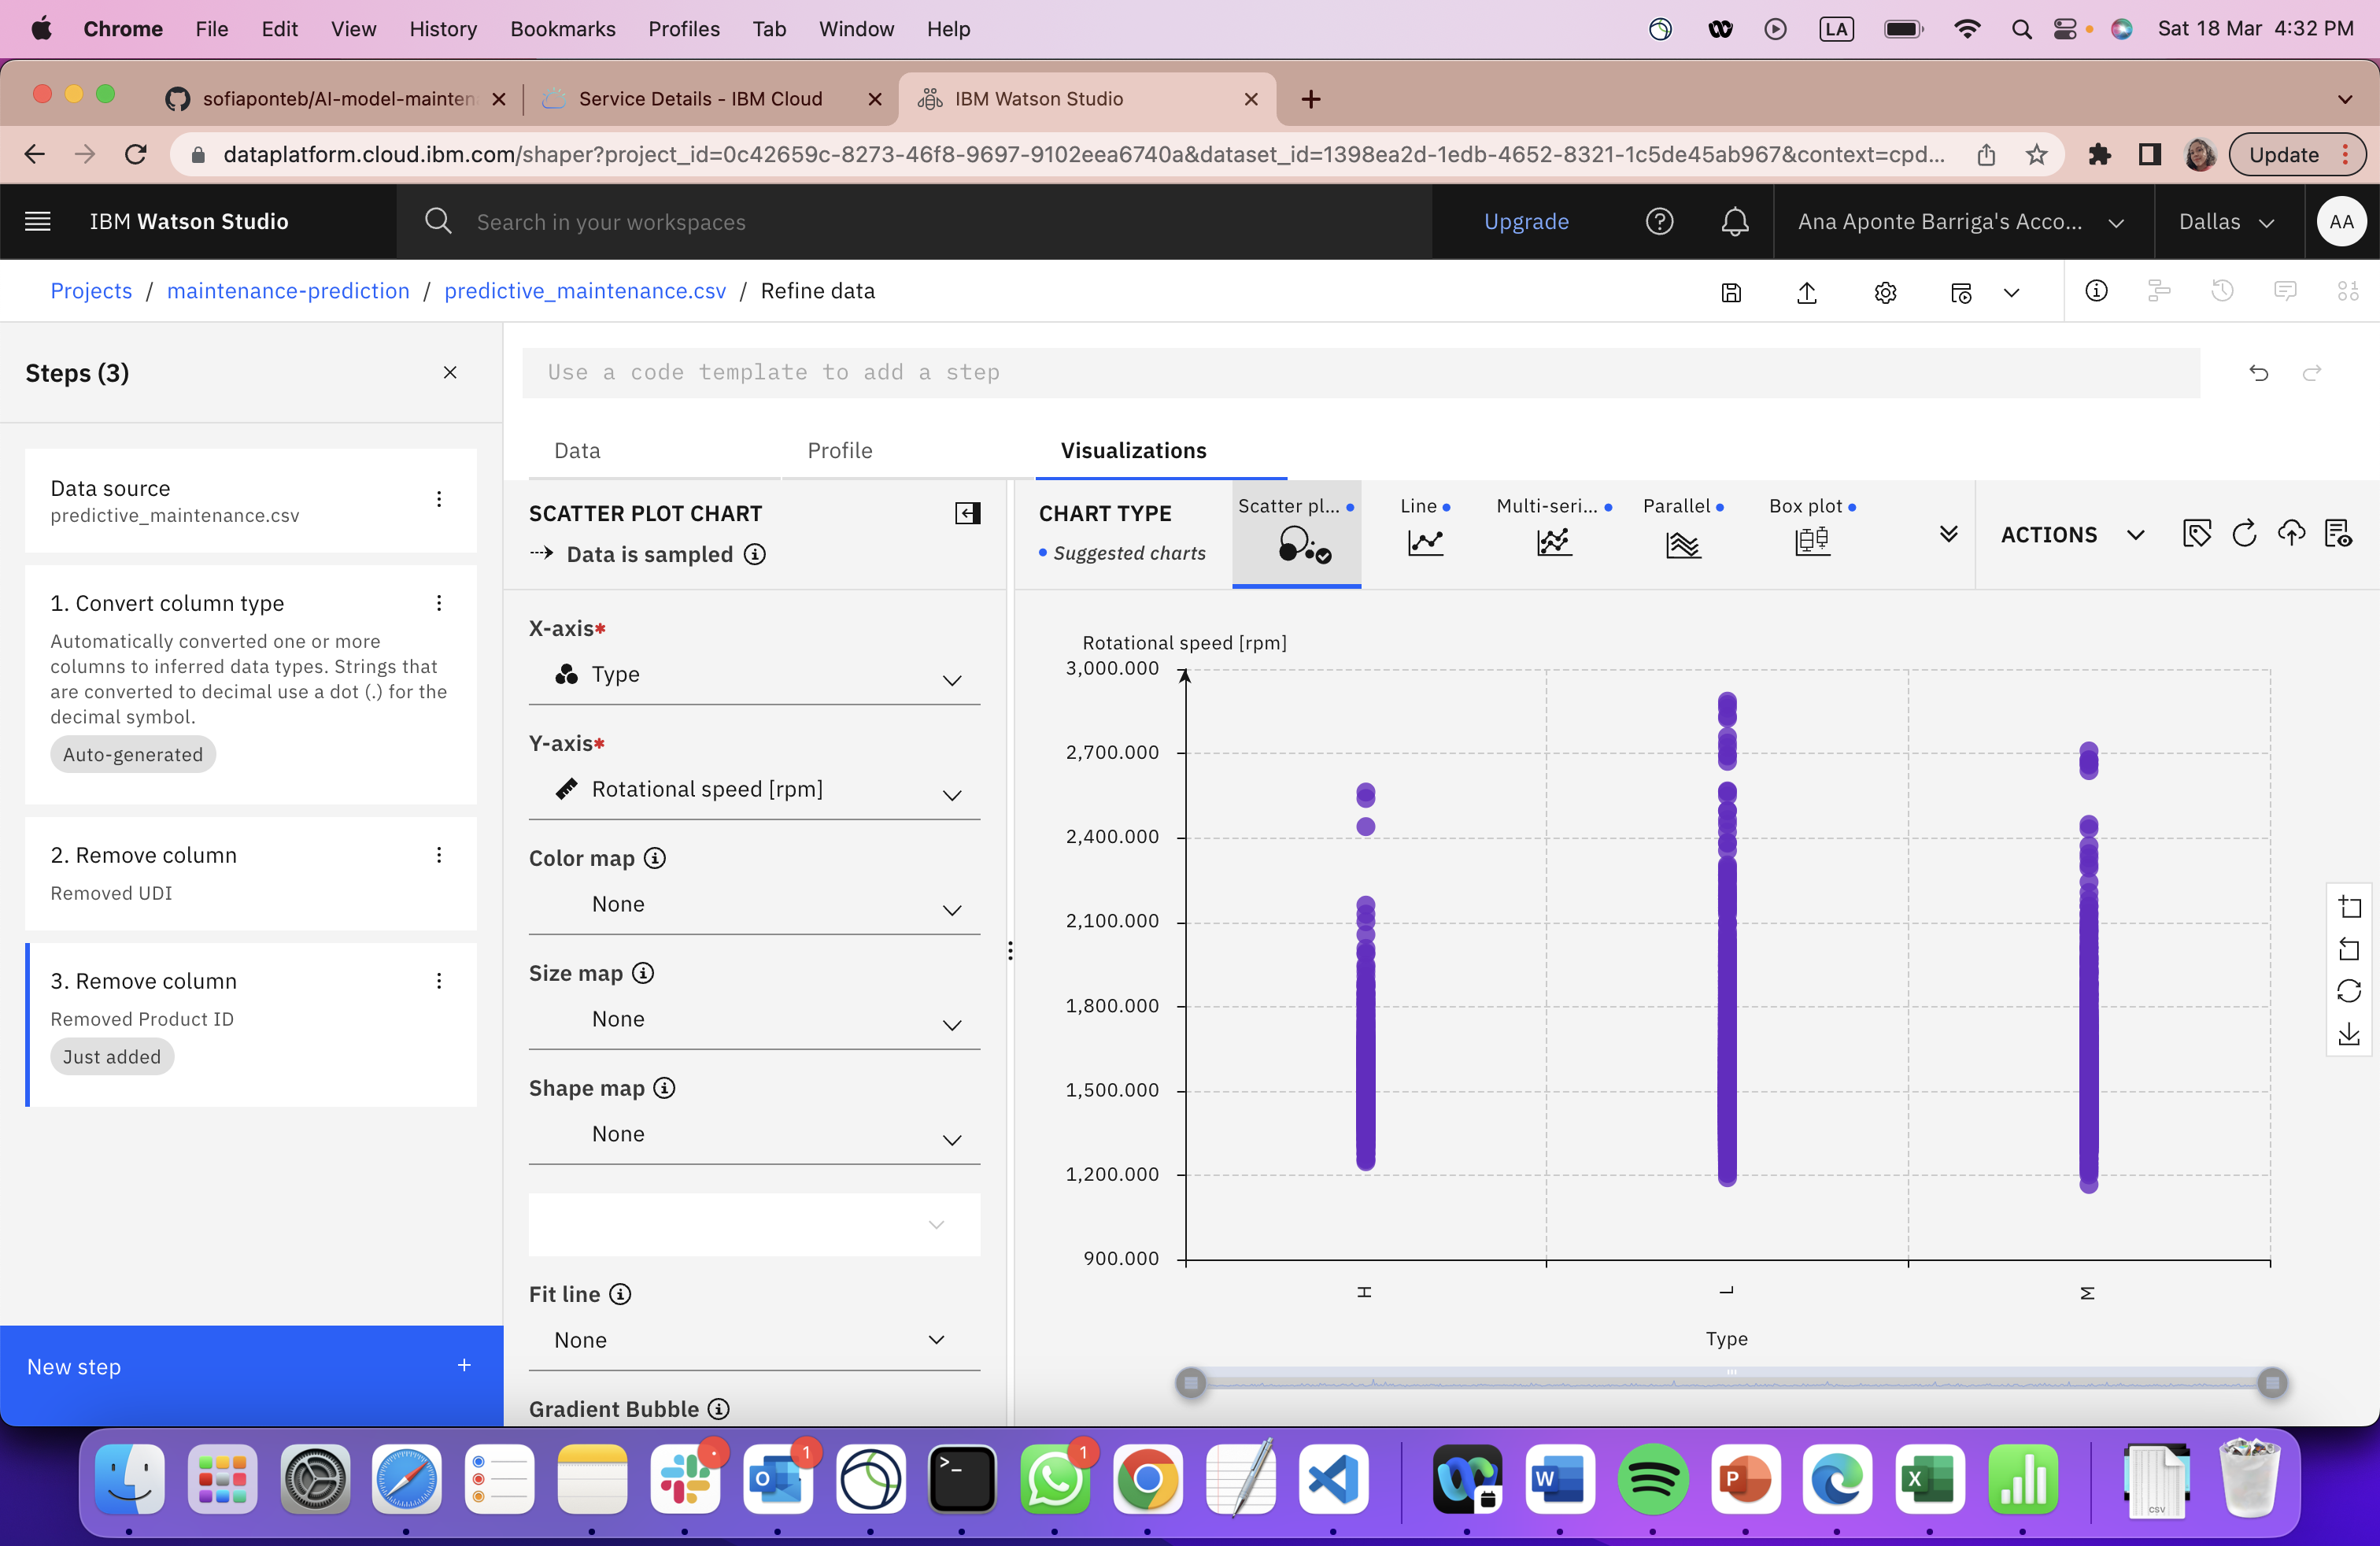 Chrome File Edit View History Bookmarks Profiles Tab Window Help LA Sat 18 Mar 4:32 PM
sofiaponteb/AI-model-mainten Service Details - IBM Cloud IBM Watson Studio
dataplatform.cloud.ibm.com/shaper?project_id=0c42659c-8273-46f8-9697-9102eea6740a&dataset_id=1398ea2d-1edb-4652-8321-1c5de45ab967&context=cpd... Update
IBM Watson Studio Search in your workspaces Upgrade Ana Aponte Barriga's Acco... Dallas AA
Projects / maintenance-prediction / predictive_maintenance.csv / Refine data
Steps (3)
Data source
predictive_maintenance.csv
1. Convert column type
Automatically converted one or more
columns to inferred data types. Strings that
are converted to decimal use a dot (.) for the
decimal symbol.
Auto-generated
2. Remove column
Removed UDI
3. Remove column
Removed Product ID
Just added
New step +
Use a code template to add a step
Data Profile Visualizations
SCATTER PLOT CHART
Data is sampled
X-axis*
Type
Y-axis*
Rotational speed [rpm]
Color map
None
Size map
None
Shape map
None
Fit line
None
Gradient Bubble
CHART TYPE
Suggested charts
Scatter pl... Line Multi-seri... Parallel Box plot
ACTIONS
Rotational speed [rpm]
3,000.000
2,700.000
2,400.000
2,100.000
1,800.000
1,500.000
1,200.000
900.000
H L M
Type
1 1
CSV